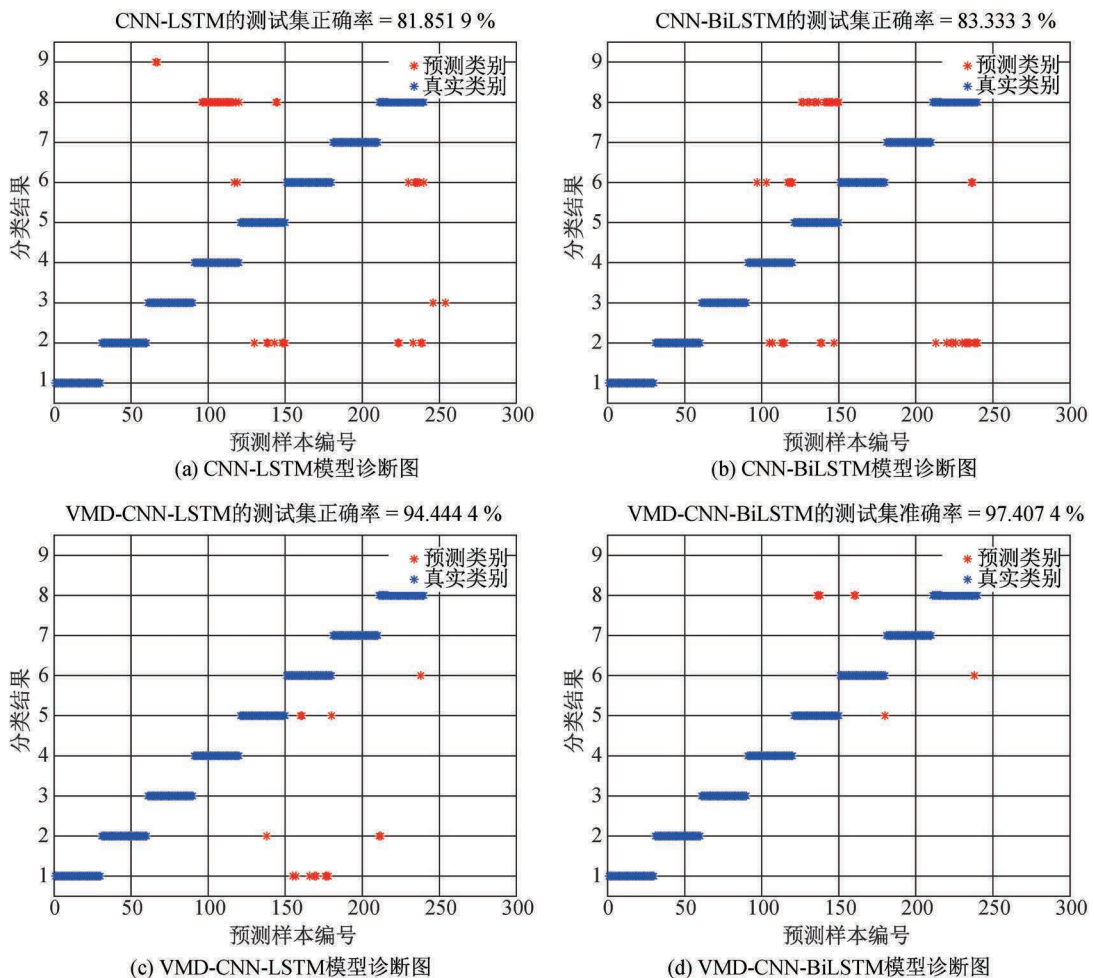 CNN-LSTM的测试集正确率 = 81.851 9 %
9
8
7
6
5
4
3
2
1
分类结果
预测类别
真实类别
0 50 100 150 200 250 300
预测样本编号
(a) CNN-LSTM模型诊断图
CNN-BiLSTM的测试集正确率 = 83.333 3 %
9
8
7
6
5
4
3
2
1
分类结果
预测类别
真实类别
0 50 100 150 200 250 300
预测样本编号
(b) CNN-BiLSTM模型诊断图
VMD-CNN-LSTM的测试集正确率 = 94.444 4 %
9
8
7
6
5
4
3
2
1
分类结果
预测类别
真实类别
0 50 100 150 200 250 300
预测样本编号
(c) VMD-CNN-LSTM模型诊断图
VMD-CNN-BiLSTM的测试集准确率 = 97.407 4 %
9
8
7
6
5
4
3
2
1
分类结果
预测类别
真实类别
0 50 100 150 200 250 300
预测样本编号
(d) VMD-CNN-BiLSTM模型诊断图